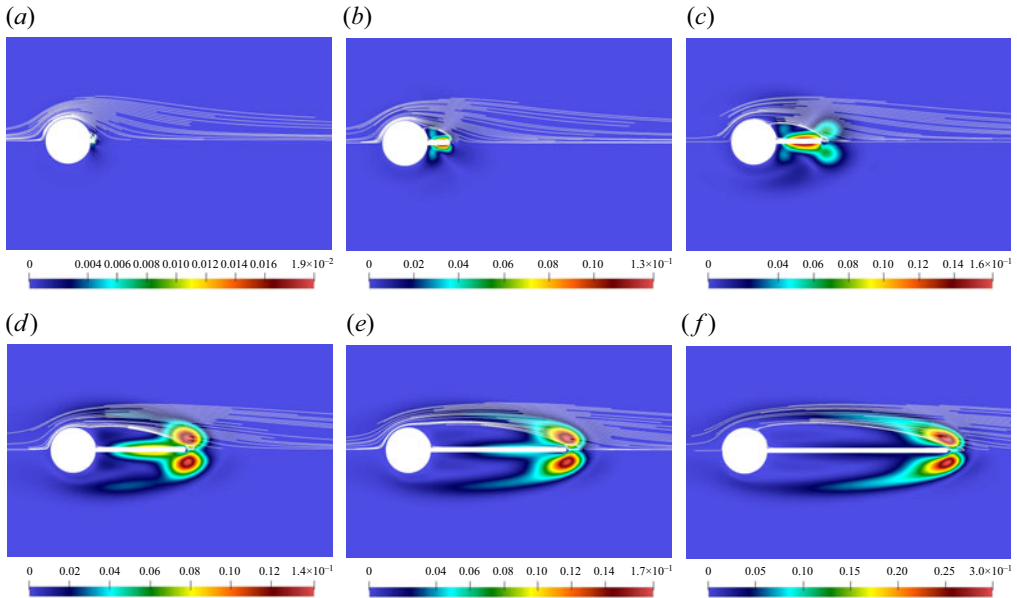 (a)
(b)
(c)
0 0.004 0.006 0.008 0.010 0.012 0.014 0.016 1.9×10⁻²
0 0.02 0.04 0.06 0.08 0.10 1.3×10⁻¹
0 0.04 0.06 0.08 0.10 0.12 0.14 1.6×10⁻¹
(d)
(e)
(f)
0 0.02 0.04 0.06 0.08 0.10 0.12 1.4×10⁻¹
0 0.02 0.04 0.06 0.08 0.10 0.12 1.7×10⁻¹
0 0.05 0.10 0.15 0.20 0.25 3.0×10⁻¹